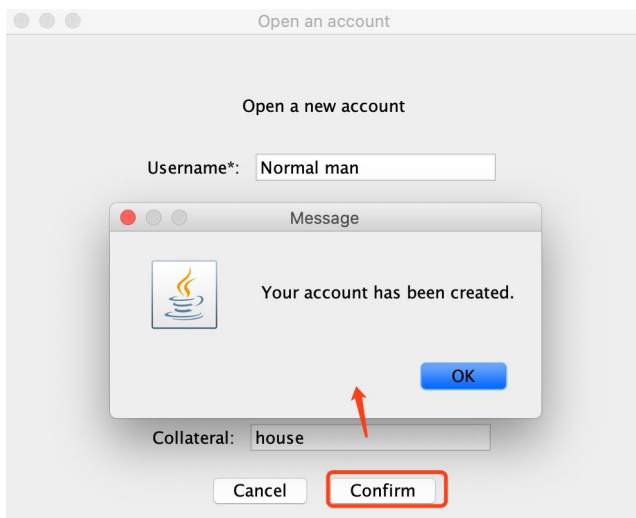 Open an account
Open a new account
Username*: Normal man
Message
Your account has been created.
OK
Collateral: house
Cancel Confirm